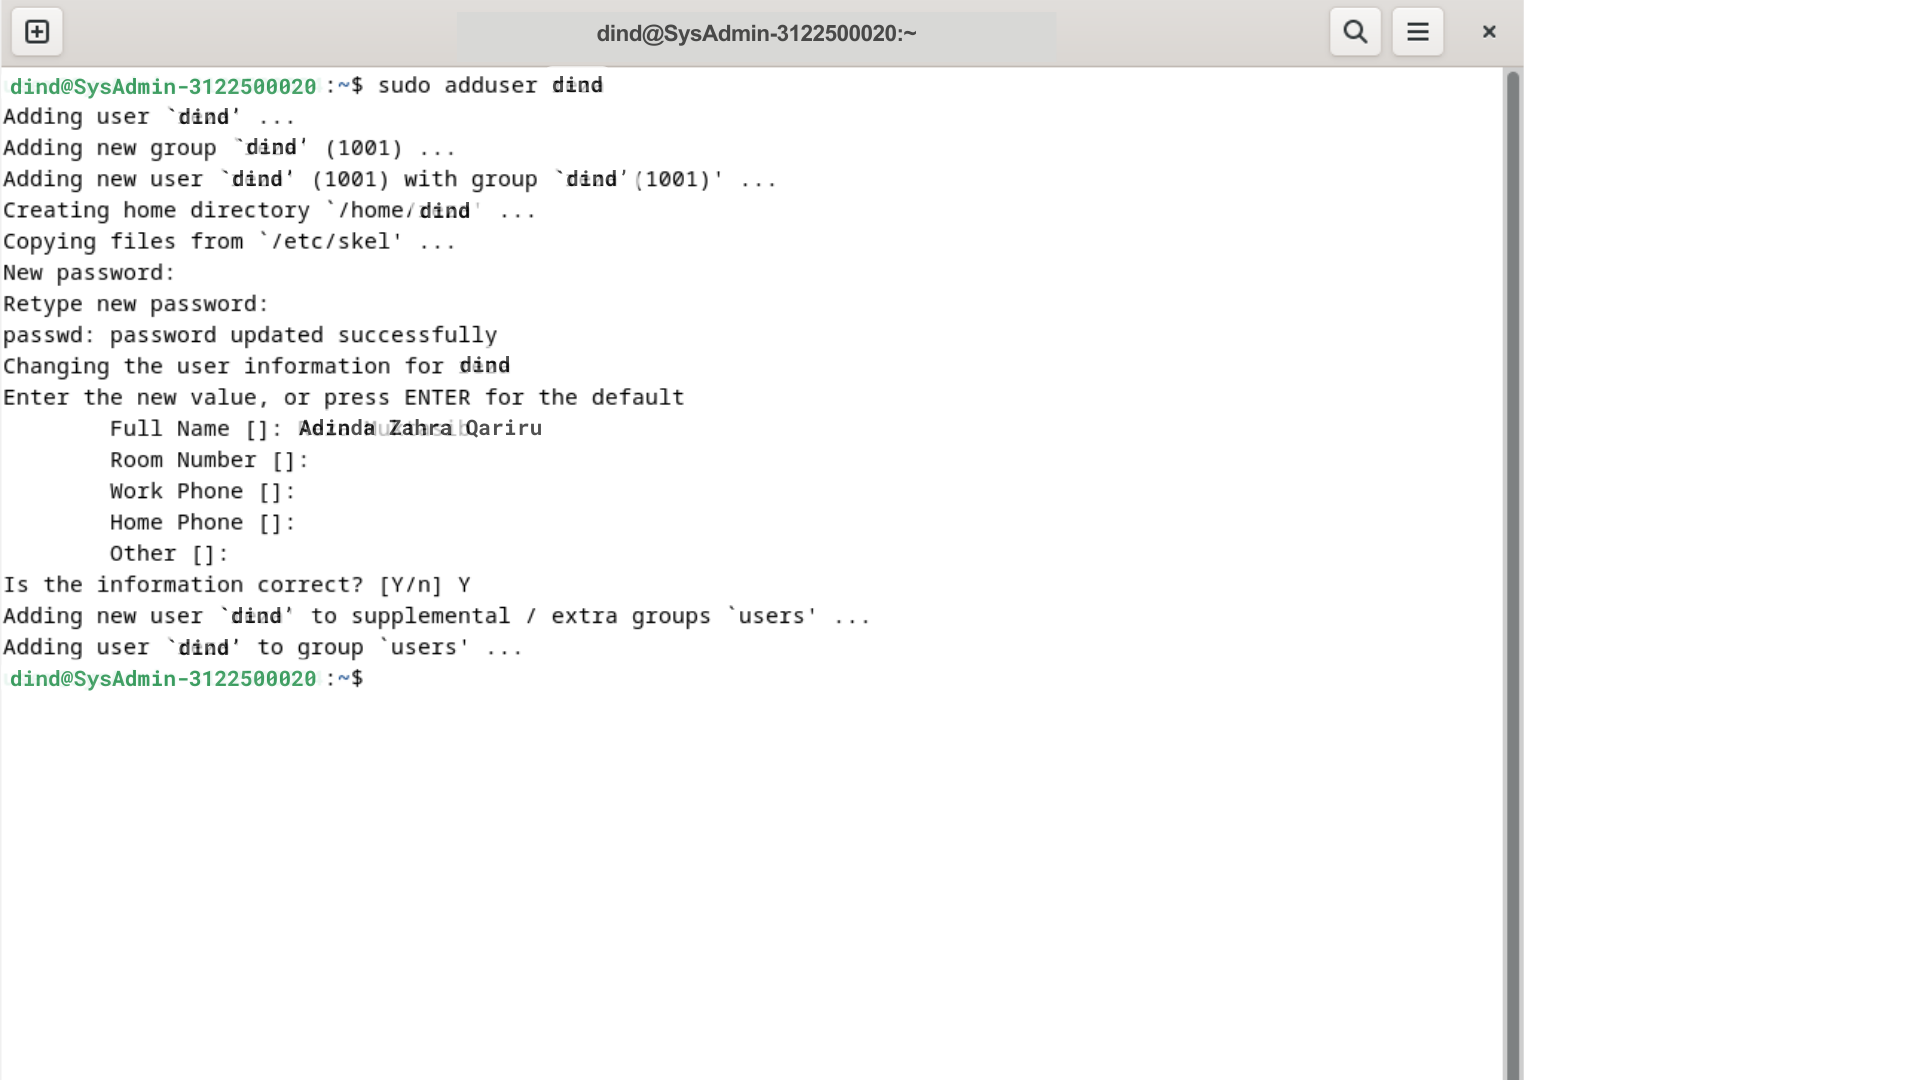 dind@SysAdmin-3122500020:~
dind@SysAdmin-3122500020 :~$ sudo adduser dind
Adding user `dind’ ...
Adding new group `dind’ (1001) ...
Adding new user `dind’ (1001) with group `dind’(1001)' ...
Creating home directory `/home/dind' ...
Copying files from `/etc/skel' ...
New password:
Retype new password:
passwd: password updated successfully
Changing the user information for dind
Enter the new value, or press ENTER for the default
Full Name []: Adinda Zahra Qariru
Room Number []:
Work Phone []:
Home Phone []:
Other []:
Is the information correct? [Y/n] Y
Adding new user `dind’ to supplemental / extra groups `users' ...
Adding user `dind’ to group `users' ...
dind@SysAdmin-3122500020 :~$